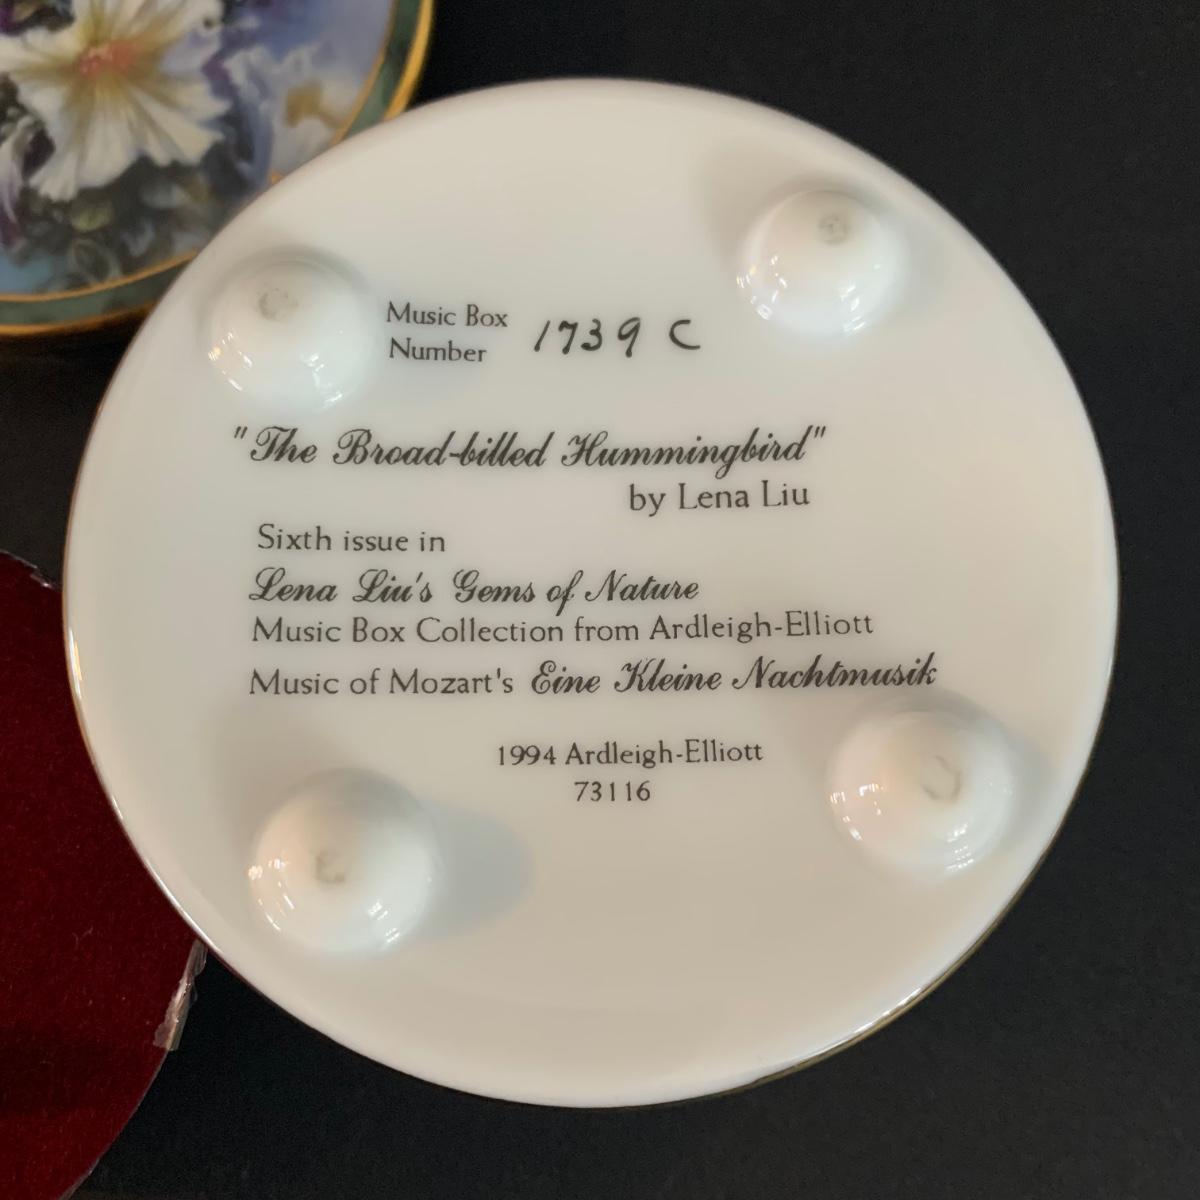 Music Box
Number 1739 C
"The Broad-billed Hummingbird"
by Lena Liu
Sixth issue in
Lena Liu's Gems of Nature
Music Box Collection from Ardleigh-Elliott
Music of Mozart's Eine Kleine Nachtmusik
1994 Ardleigh-Elliott
73116